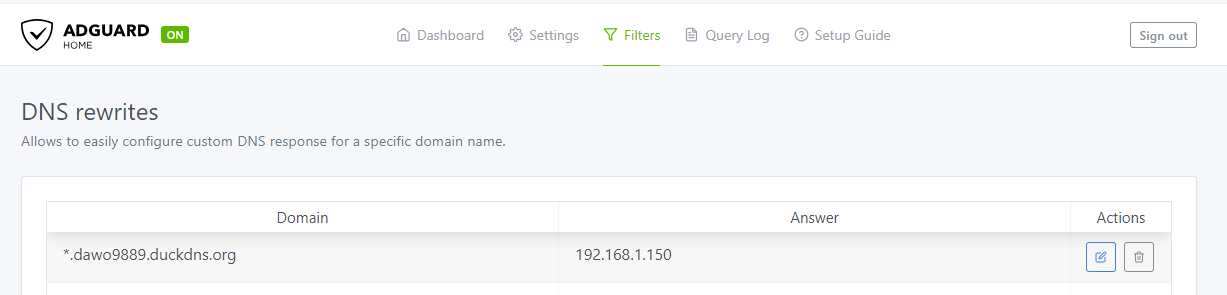 ADGUARD HOME ON Dashboard Settings Filters Query Log Setup Guide Sign out
DNS rewrites
Allows to easily configure custom DNS response for a specific domain name.
Domain Answer Actions
*.dawo9889.duckdns.org 192.168.1.150